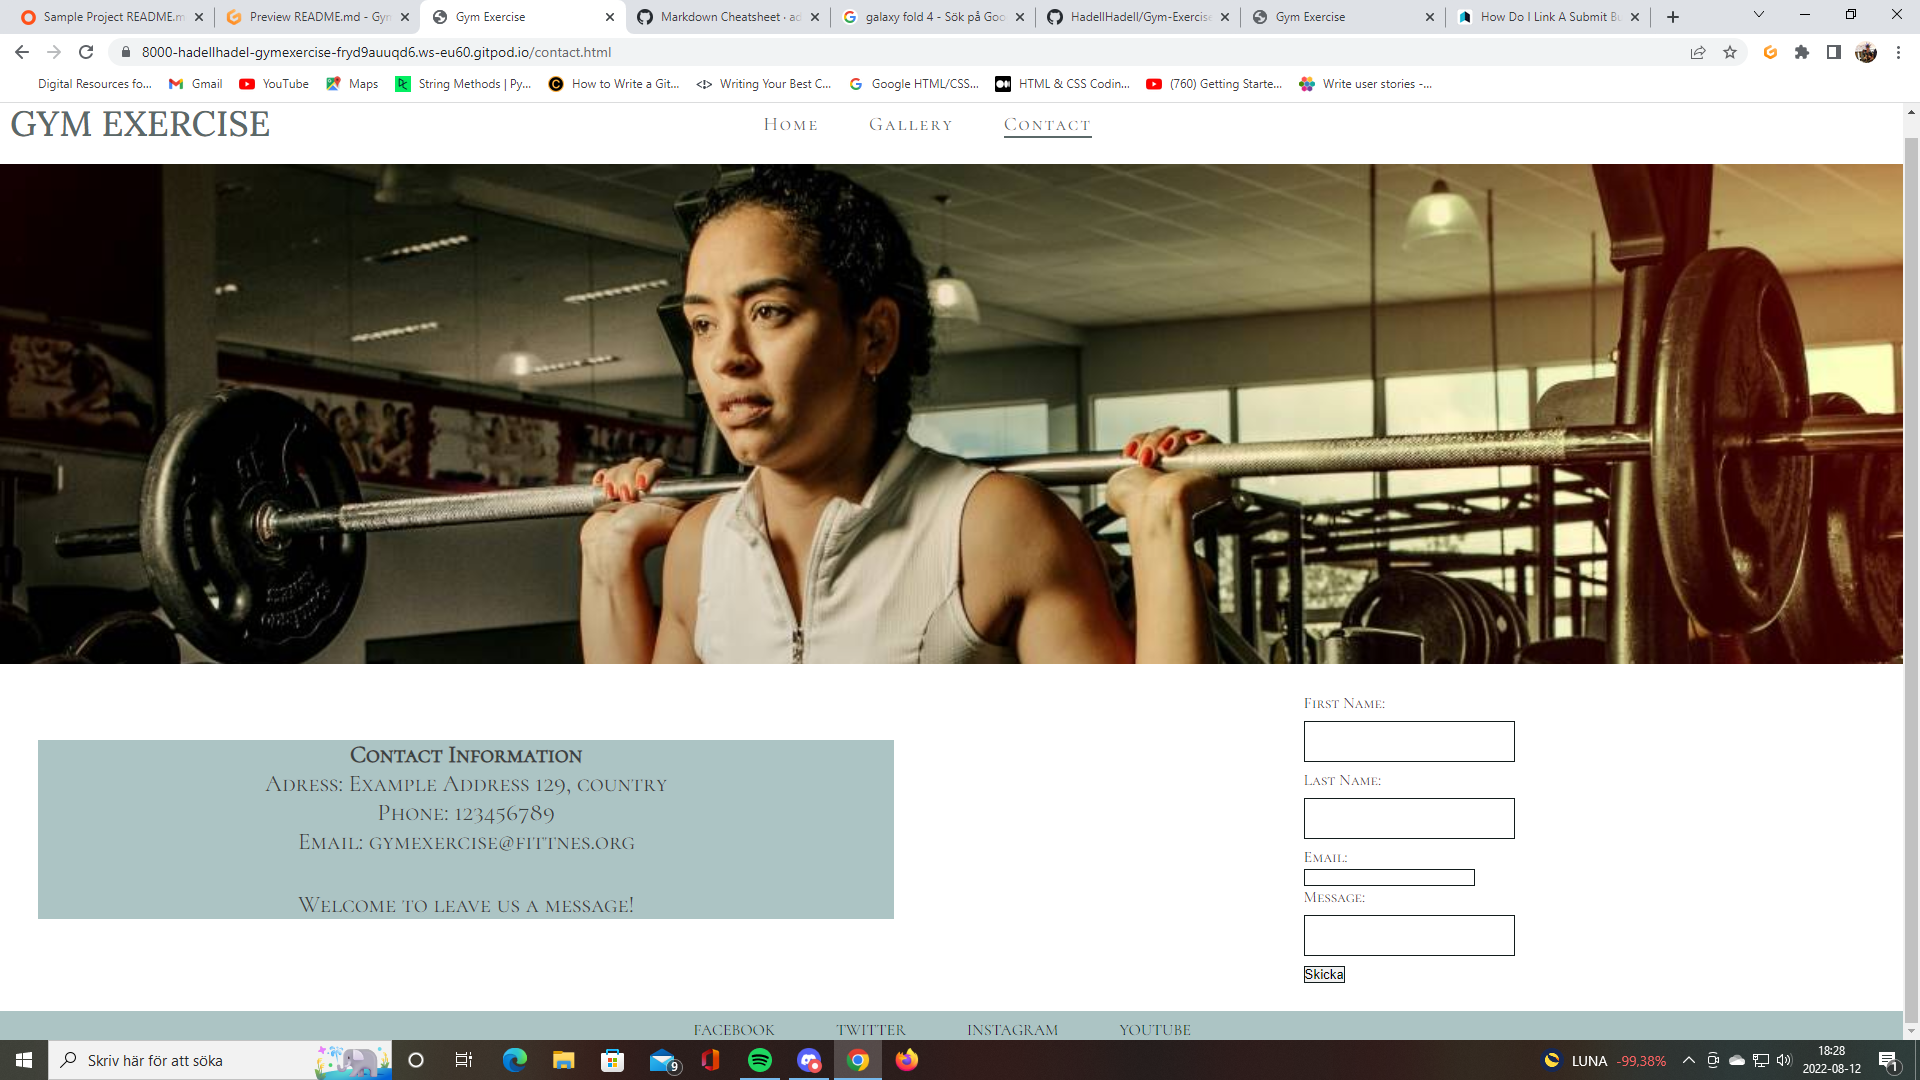 Sample Project README.m
Preview README.md - Gyn
Gym Exercise
Markdown Cheatsheet · ad
galaxy fold 4 - Sök på Goo
HadellHadell/Gym-Exercise
Gym Exercise
How Do I Link A Submit Bu
8000-hadellhadel-gymexercise-fryd9auuqd6.ws-eu60.gitpod.io/contact.html
Digital Resources fo...
Gmail
YouTube
Maps
String Methods | Py...
How to Write a Git...
Writing Your Best C...
Google HTML/CSS...
HTML & CSS Codin...
(760) Getting Starte...
Write user stories -...
GYM EXERCISE
Home
Gallery
Contact
First Name:
Last Name:
Email:
Message:
Skicka
Contact Information
Adress: Example Address 129, country
Phone: 123456789
Email: gymexercise@fittnes.org
Welcome to leave us a message!
FACEBOOK
TWITTER
INSTAGRAM
YOUTUBE
Skriv här för att söka
9
LUNA -99,38%
18:28
2022-08-12
1